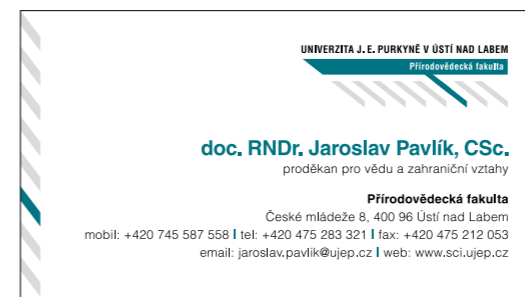 UNIVERZITA J. E. PURKYNĚ V ÚSTÍ NAD LABEM
Přírodovědecká fakulta
doc. RNDr. Jaroslav Pavlík, CSc.
proděkan pro vědu a zahraniční vztahy
Přírodovědecká fakulta
České mládeže 8, 400 96 Ústí nad Labem
mobil: +420 745 587 558 | tel: +420 475 283 321 | fax: +420 475 212 053
email: jaroslav.pavlik@ujep.cz | web: www.sci.ujep.cz